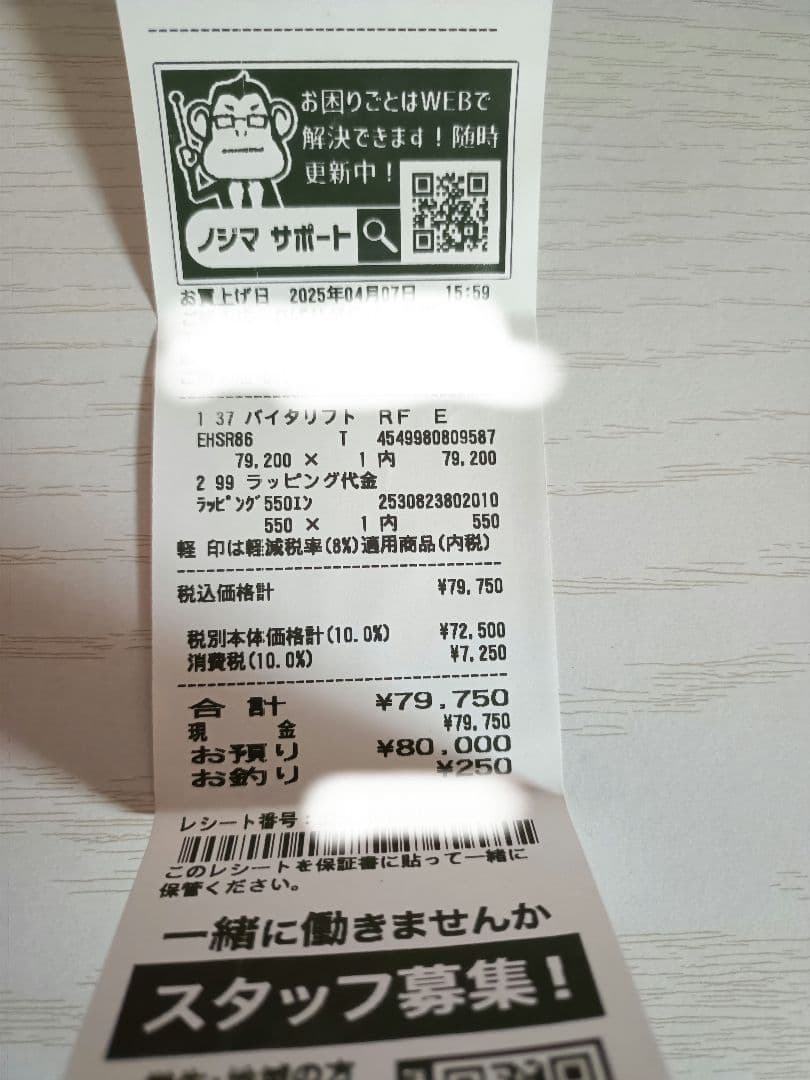 お困りごとはWEBで
解決できます！随時
更新中！
ノジマ サポート
お買上げ日 2025年04月07日 15:59
1 37 バイタリフト ＲＦ Ｅ
EHSR86 T 4549980809587
79,200 × 1 内 79,200
2 99 ラッピング代金
ﾗｯﾋﾟﾝｸﾞ550ｴﾝ 2530823802010
550 × 1 内 550
軽 印は軽減税率(8%)適用商品(内税)
税込価格計 ¥79,750
税別本体価格計(10.0%) ¥72,500
消費税(10.0%) ¥7,250
合 計 ¥79,750
現 金 ¥79,750
お預り ¥80,000
お釣り ¥250
レシート番号:
このレシートを保証書に貼って一緒に
保管ください。
一緒に働きませんか
スタッフ募集！